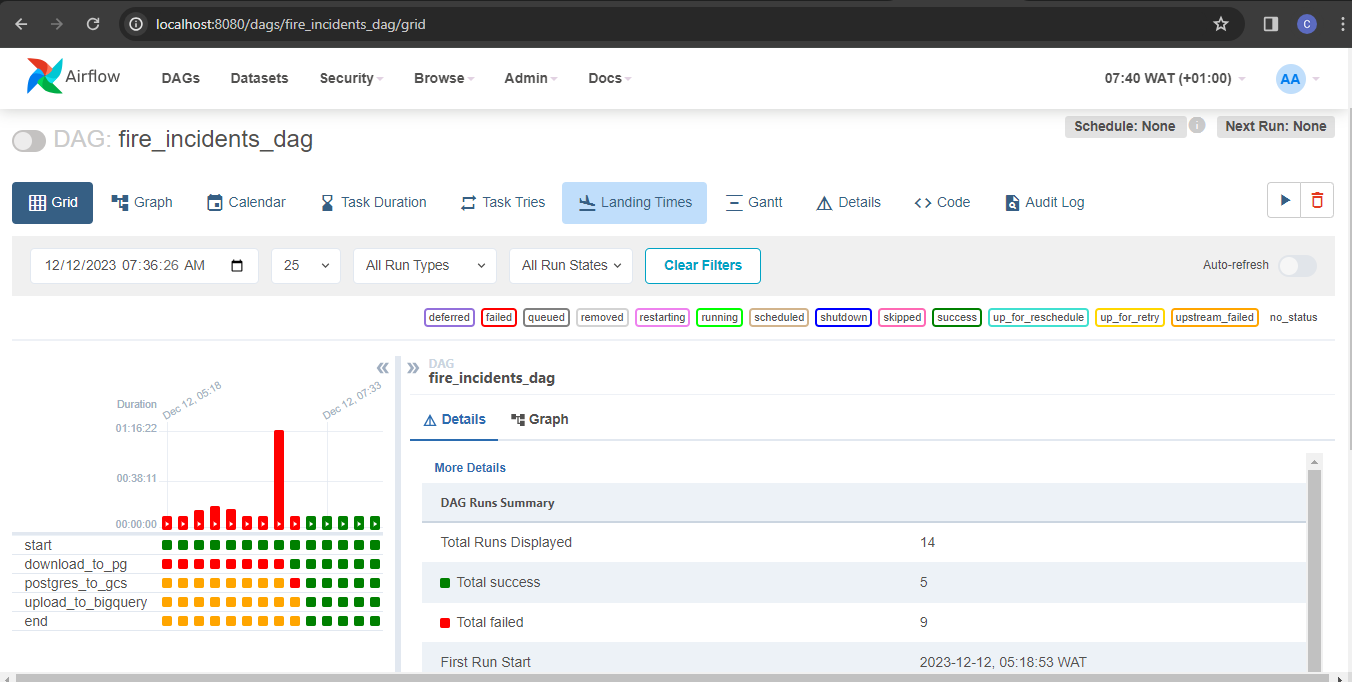 localhost:8080/dags/fire_incidents_dag/grid
C
Airflow DAGs Datasets Security Browse Admin Docs 07:40 WAT (+01:00) AA
DAG: fire_incidents_dag
Schedule: None i Next Run: None
Grid Graph Calendar Task Duration Task Tries Landing Times Gantt Details Code Audit Log
12/12/2023 07:36:26 AM 25 All Run Types All Run States Clear Filters Auto-refresh
deferred failed queued removed restarting running scheduled shutdown skipped success up_for_reschedule up_for_retry upstream_failed no_status
Duration
Dec 12, 05:18
Dec 12, 07:33
01:16:22
00:38:11
00:00:00
start
download_to_pg
postgres_to_gcs
upload_to_bigquery
end
DAG
fire_incidents_dag
Details Graph
More Details
DAG Runs Summary
Total Runs Displayed 14
Total success 5
Total failed 9
First Run Start 2023-12-12, 05:18:53 WAT